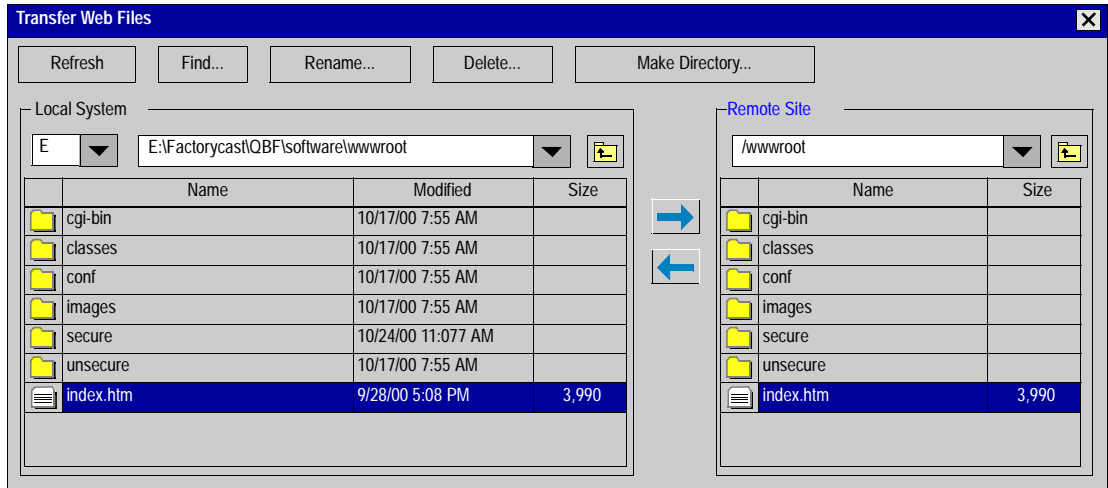 Transfer Web Files
Refresh Find... Rename... Delete... Make Directory...
Local System
E E:\Factorycast\QBF\software\wwwroot
Name Modified Size
cgi-bin 10/17/00 7:55 AM
classes 10/17/00 7:55 AM
conf 10/17/00 7:55 AM
images 10/17/00 7:55 AM
secure 10/24/00 11:077 AM
unsecure 10/17/00 7:55 AM
index.htm 9/28/00 5:08 PM 3,990
Remote Site
/wwwroot
Name Size
cgi-bin
classes
conf
images
secure
unsecure
index.htm 3,990